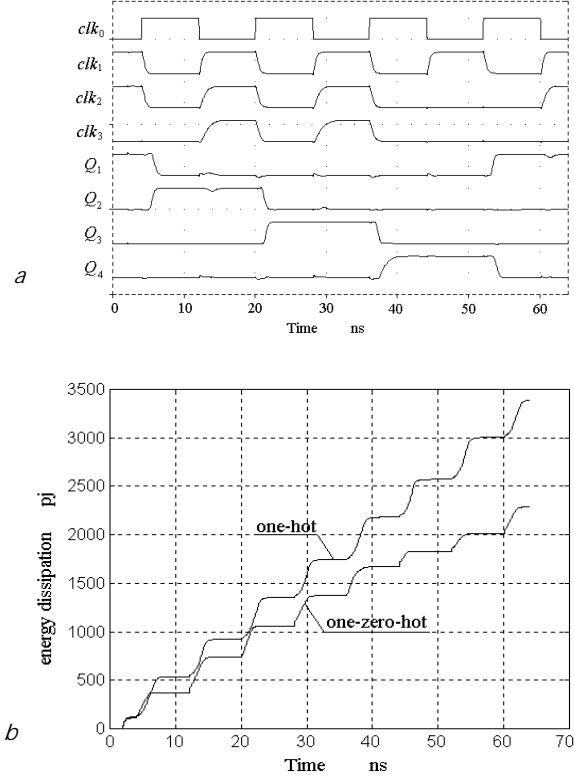 clk₀
clk₁
clk₂
clk₃
Q₁
Q₂
Q₃
Q₄
a
0 10 20 30 40 50 60
Time ns
3500
3000
2500
2000
1500
1000
500
0
energy dissipation pj
one-hot
one-zero-hot
b
0 10 20 30 40 50 60 70
Time ns